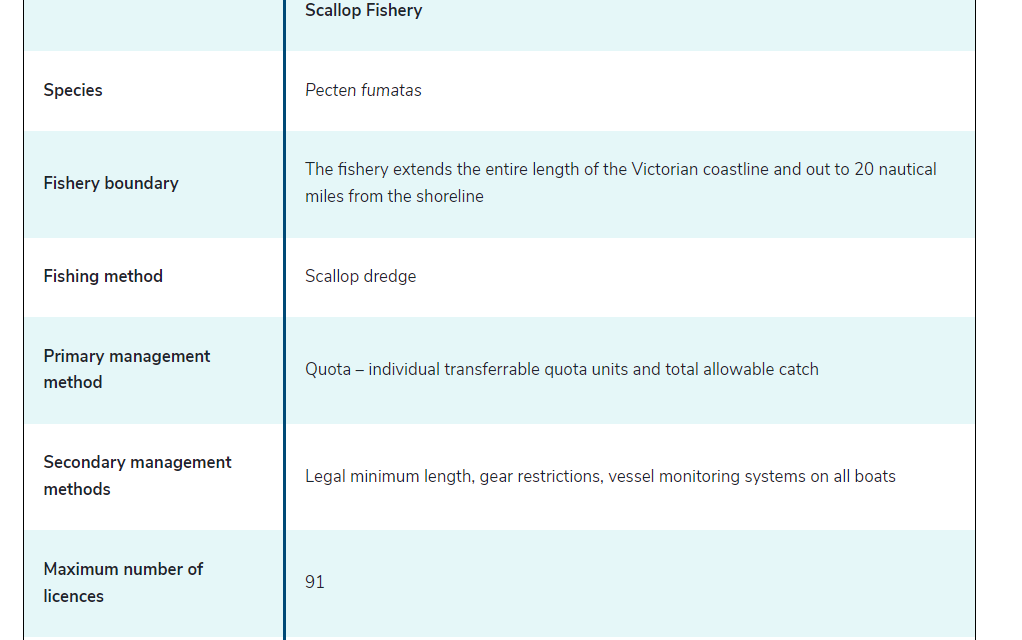 Scallop Fishery
Species
Pecten fumatas
Fishery boundary
The fishery extends the entire length of the Victorian coastline and out to 20 nautical
miles from the shoreline
Fishing method
Scallop dredge
Primary management
method
Quota – individual transferrable quota units and total allowable catch
Secondary management
methods
Legal minimum length, gear restrictions, vessel monitoring systems on all boats
Maximum number of
licences
91